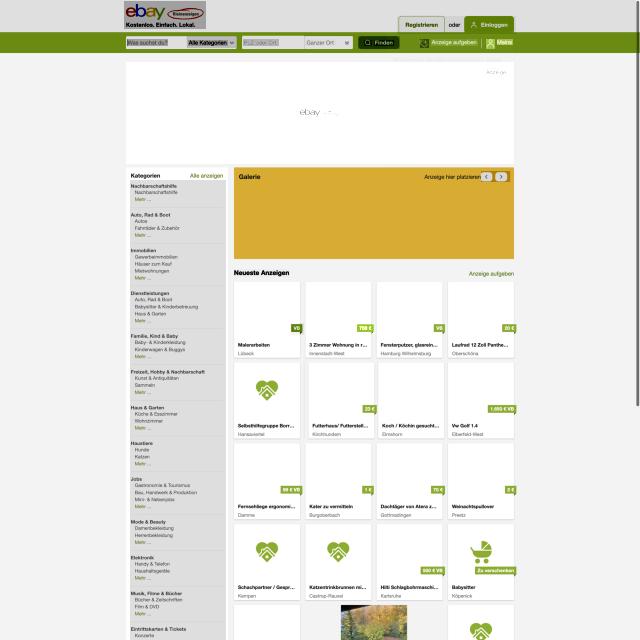 ebay Kleinanzeigen
Kostenlos. Einfach. Lokal.
Registrieren oder Einloggen
Was suchst du? Alle Kategorien PLZ oder Ort Ganzer Ort Finden Anzeige aufgeben Meins
Anzeige
ebay
Kategorien Alle anzeigen
Nachbarschaftshilfe
Nachbarschaftshilfe
Mehr ...
Auto, Rad & Boot
Autos
Fahrräder & Zubehör
Mehr ...
Immobilien
Gewerbeimmobilien
Häuser zum Kauf
Mietwohnungen
Mehr ...
Dienstleistungen
Auto, Rad & Boot
Babysitter & Kinderbetreuung
Haus & Garten
Mehr ...
Familie, Kind & Baby
Baby- & Kinderkleidung
Kinderwagen & Buggys
Mehr ...
Freizeit, Hobby & Nachbarschaft
Kunst & Antiquitäten
Sammeln
Mehr ...
Haus & Garten
Küche & Esszimmer
Wohnzimmer
Mehr ...
Haustiere
Hunde
Katzen
Mehr ...
Jobs
Gastronomie & Tourismus
Bau, Handwerk & Produktion
Mini- & Nebenjobs
Mehr ...
Mode & Beauty
Damenbekleidung
Herrenbekleidung
Mehr ...
Elektronik
Handy & Telefon
Haushaltsgeräte
Mehr ...
Musik, Filme & Bücher
Bücher & Zeitschriften
Film & DVD
Mehr ...
Eintrittskarten & Tickets
Konzerte
Galerie Anzeige hier platzieren
Neueste Anzeigen Anzeige aufgeben
VB
Malerarbeiten
Lübeck
3 Zimmer Wohnung in r...
Innenstadt-West
VB
Fensterputzer, glasrein...
Hamburg Wilhelmsburg
20 €
Laufrad 12 Zoll Panthe...
Oberschöna
Selbsthilfegruppe Borr...
Hansaviertel
23 €
Futterhaus/ Futterstell...
Kirchhundem
Koch / Köchin gesucht...
Elmshorn
1.650 € VB
Vw Golf 1.4
Elberfeld-West
99 € VB
Fernsehliege ergonomi...
Damme
1 €
Kater zu vermitteln
Burgoberbach
70 €
Dachtäger von Atera z...
Gottmadingen
2 €
Weinachtspullover
Preetz
Schachpartner / Gespr...
Kempen
Katzentrinkbrunnen mi...
Castrop-Rauxel
500 € VB
Hilti Schlagbohrmaschi...
Karlsruhe
Zu verschenken
Babysitter
Köpenick